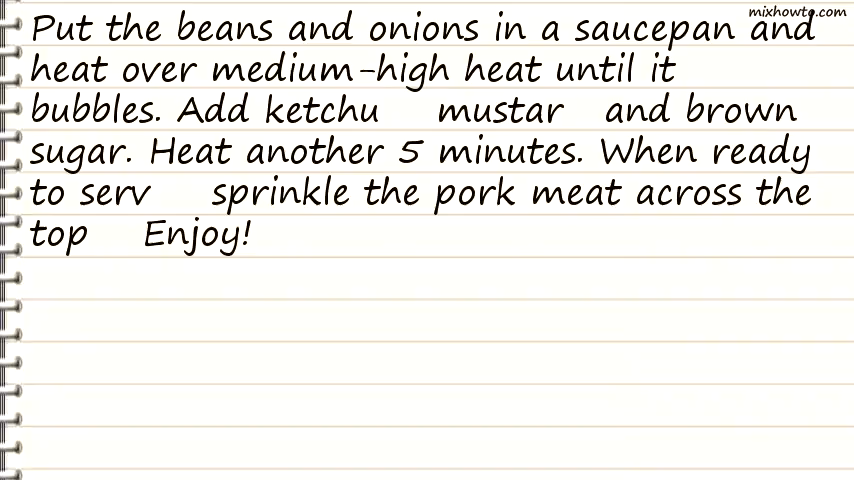 mixhowto.com
Put the beans and onions in a saucepan and
heat over medium-high heat until it
bubbles. Add ketchu mustar and brown
sugar. Heat another 5 minutes. When ready
to serv sprinkle the pork meat across the
top Enjoy!